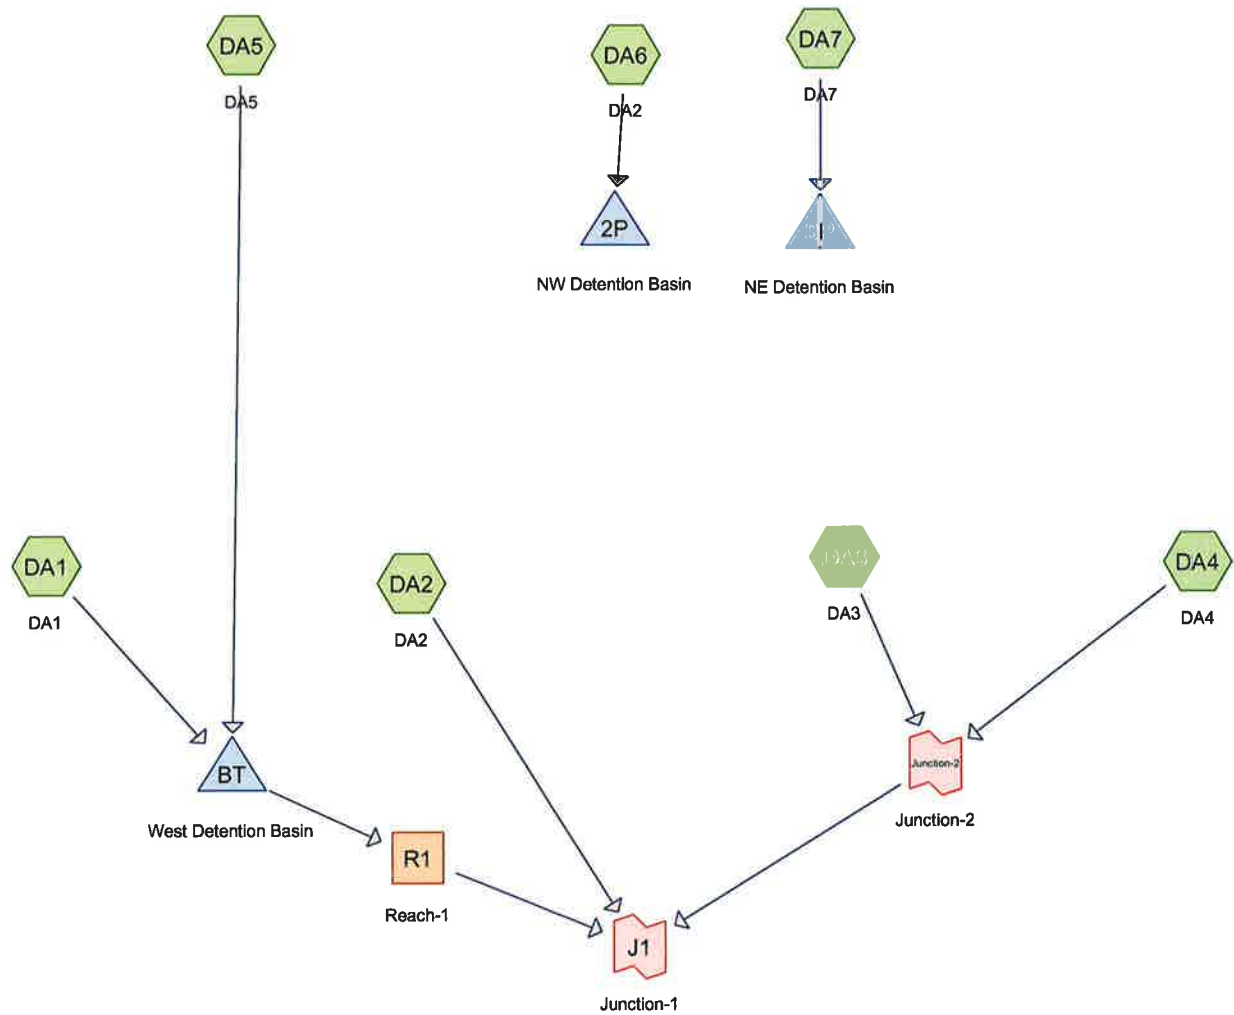 DA5
DA5
DA6
DA2
DA7
DA7
2P
NW Detention Basin
NE Detention Basin
DA1
DA1
DA2
DA2
DA3
DA3
DA4
DA4
BT
West Detention Basin
Junction-2
Junction-2
R1
Reach-1
J1
Junction-1